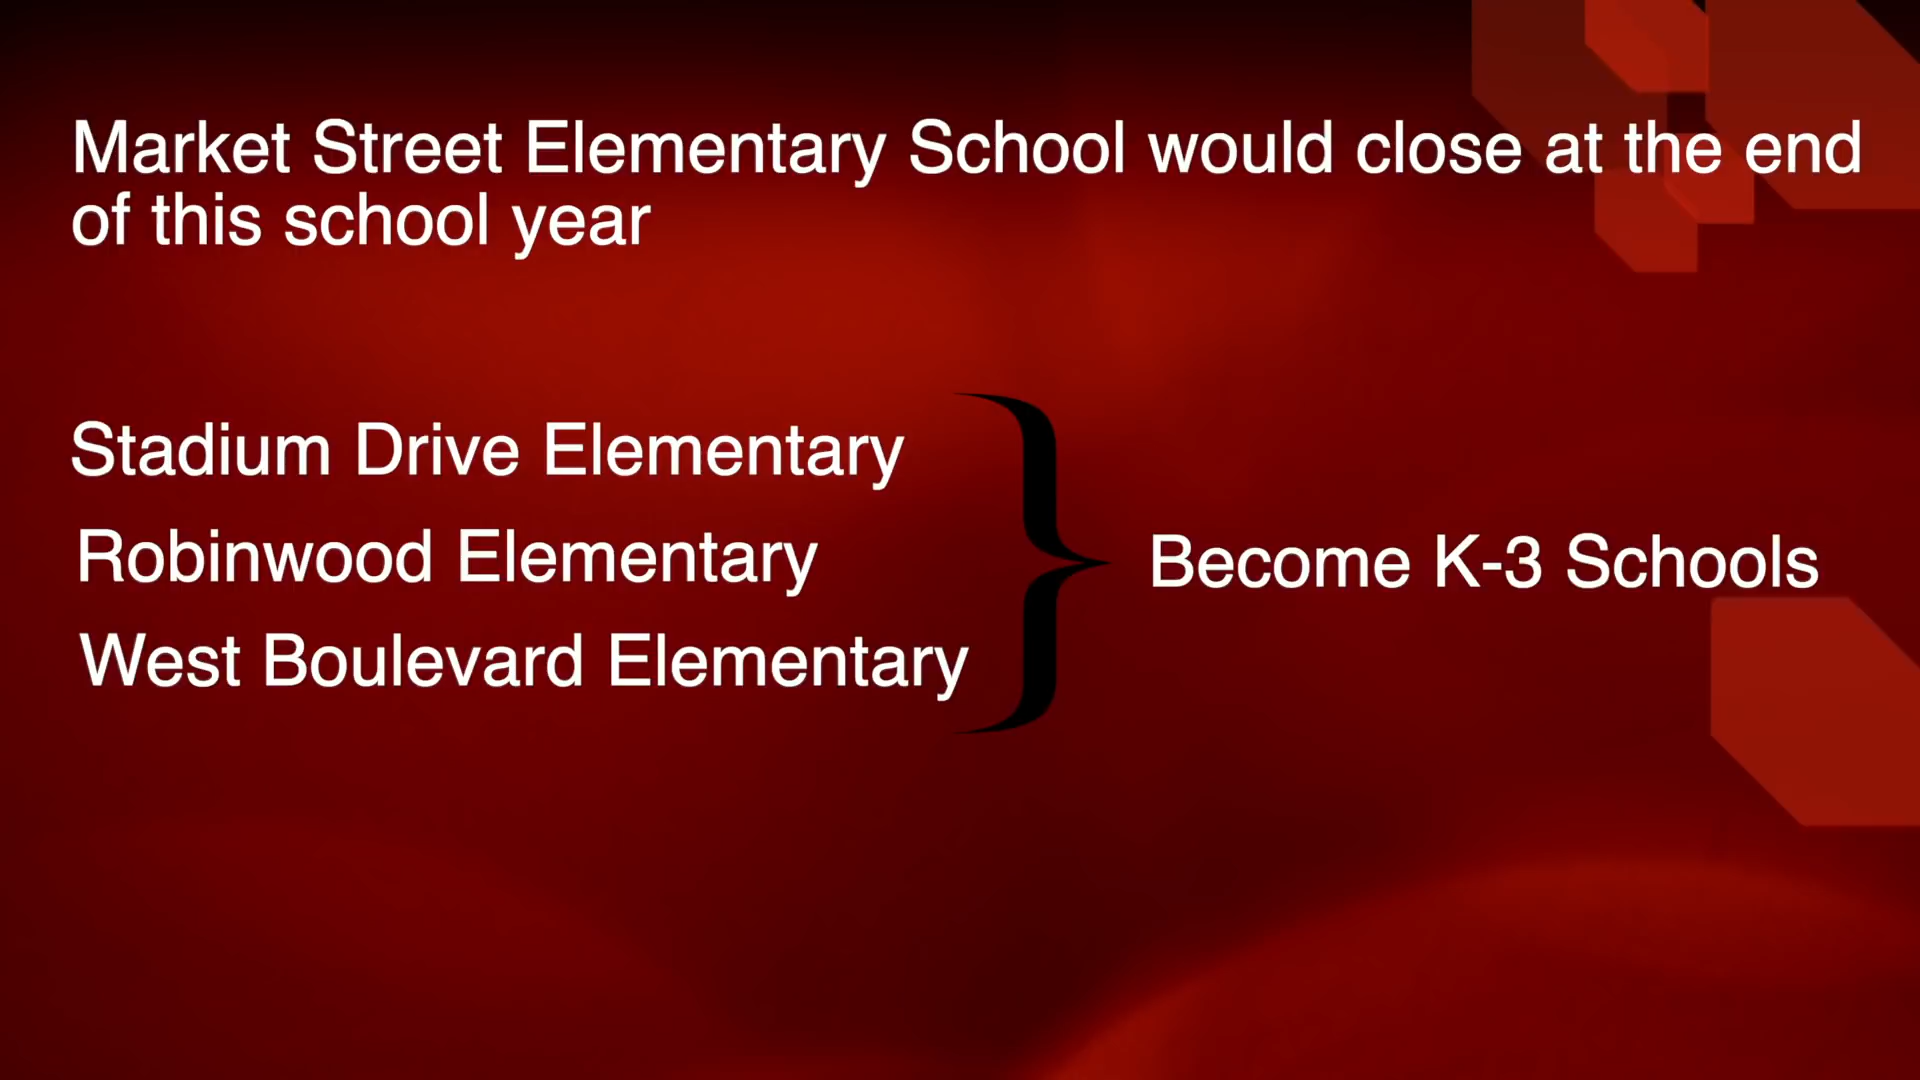 Market Street Elementary School would close at the end
of this school year
Stadium Drive Elementary
Robinwood Elementary
West Boulevard Elementary
Become K-3 Schools